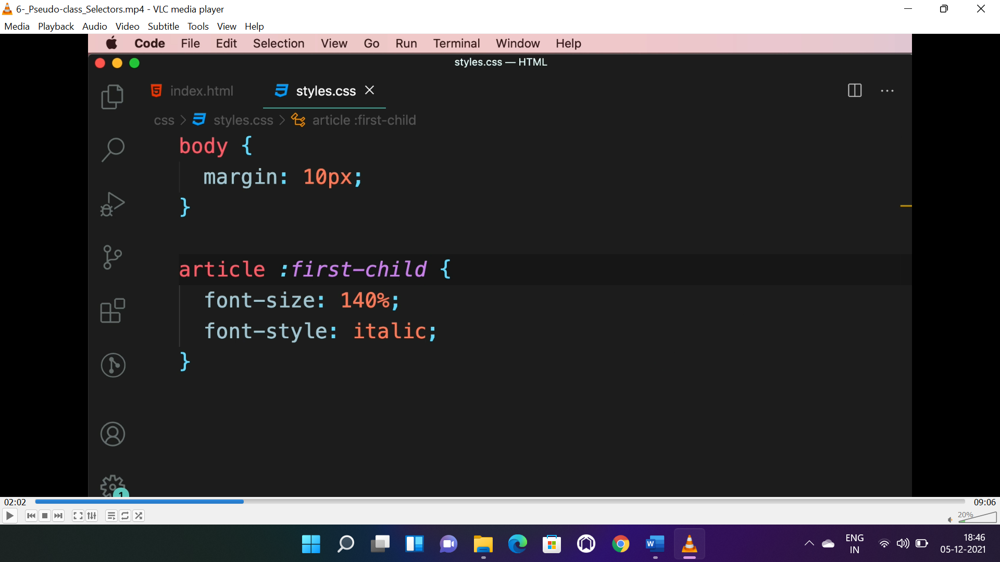 6-_Pseudo-class_Selectors.mp4 - VLC media player
Media Playback Audio Video Subtitle Tools View Help
Code File Edit Selection View Go Run Terminal Window Help
styles.css — HTML
index.html styles.css
css > styles.css > article :first-child
body {
margin: 10px;
}
article :first-child {
font-size: 140%;
font-style: italic;
}
1
02:02 09:06
20%
ENG
IN
18:46
05-12-2021